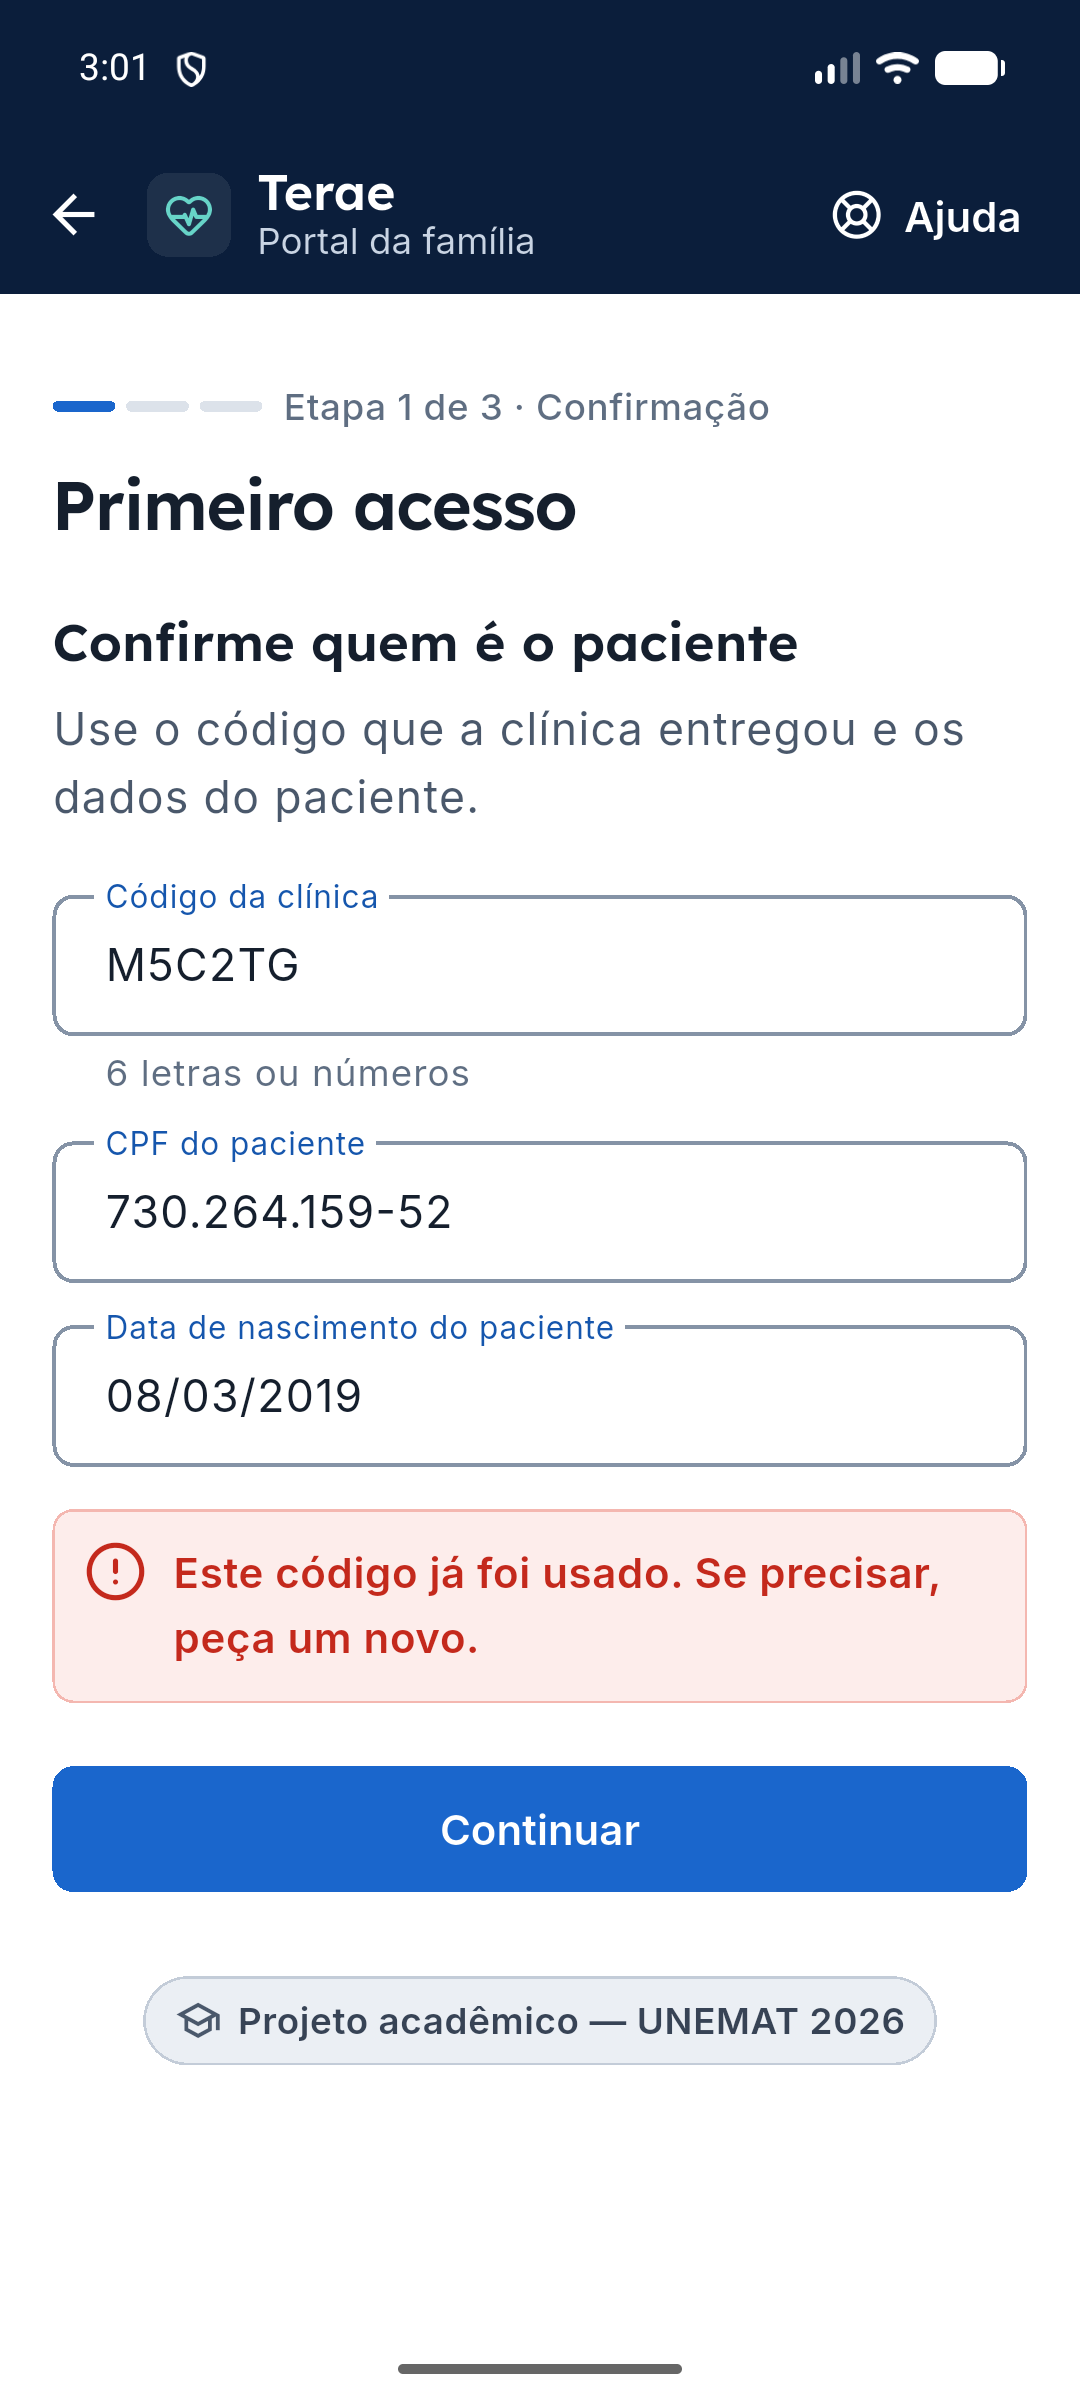 3:01
Terae
Portal da família
Ajuda
Etapa 1 de 3 · Confirmação
Primeiro acesso
Confirme quem é o paciente
Use o código que a clínica entregou e os
dados do paciente.
Código da clínica
M5C2TG
6 letras ou números
CPF do paciente
730.264.159-52
Data de nascimento do paciente
08/03/2019
Este código já foi usado. Se precisar,
peça um novo.
Continuar
Projeto acadêmico — UNEMAT 2026